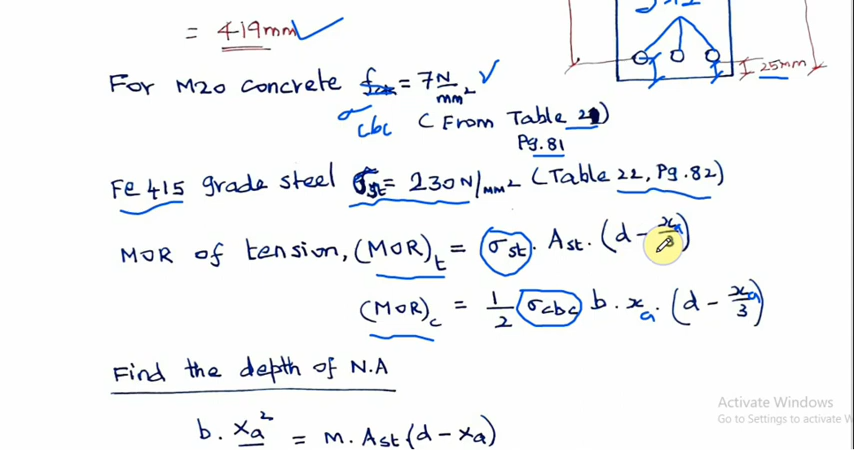 = 419mm
25mm
For M20 concrete = 7 N/mm²
σcbc ( From Table 21)
Pg.81
Fe 415 grade steel σst = 230 N/mm² (Table 22, Pg.82)
MOR of tension, (MOR)t = σst . Ast. (d - xa/
(MOR)c = 1/2 σcbc b . xa . (d - xa/3)
Find the depth of N.A
b. xa² = m. Ast (d - xa)
Activate Windows
Go to Settings to activate W